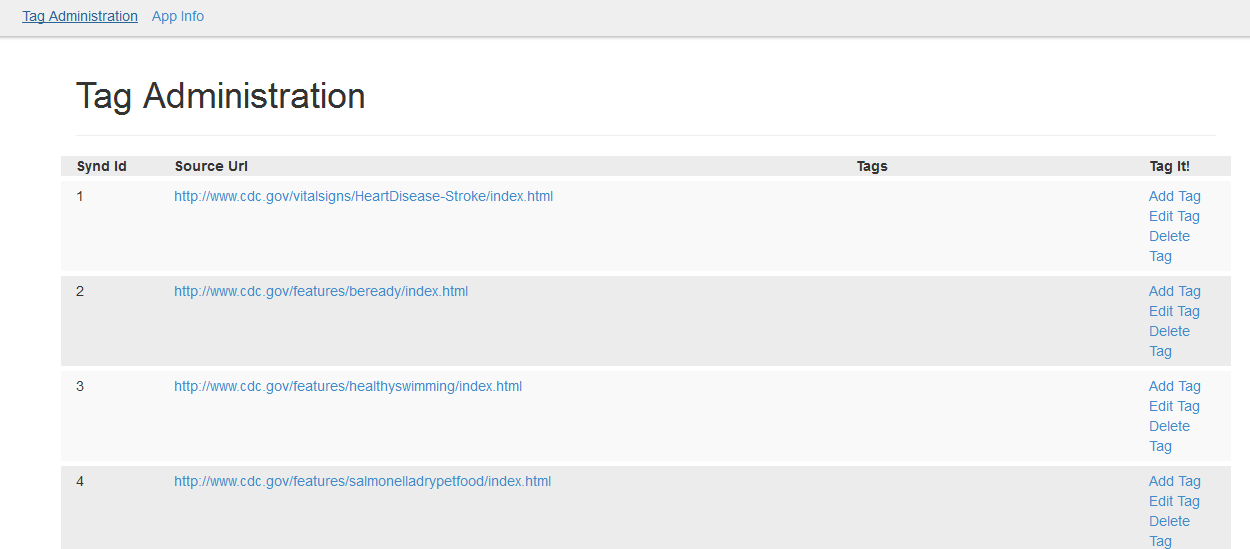 Tag Administration App Info
Tag Administration
Synd Id Source Url Tags Tag It!
1 http://www.cdc.gov/vitalsigns/HeartDisease-Stroke/index.html Add Tag
Edit Tag
Delete
Tag
2 http://www.cdc.gov/features/beready/index.html Add Tag
Edit Tag
Delete
Tag
3 http://www.cdc.gov/features/healthyswimming/index.html Add Tag
Edit Tag
Delete
Tag
4 http://www.cdc.gov/features/salmonelladrypetfood/index.html Add Tag
Edit Tag
Delete
Tag